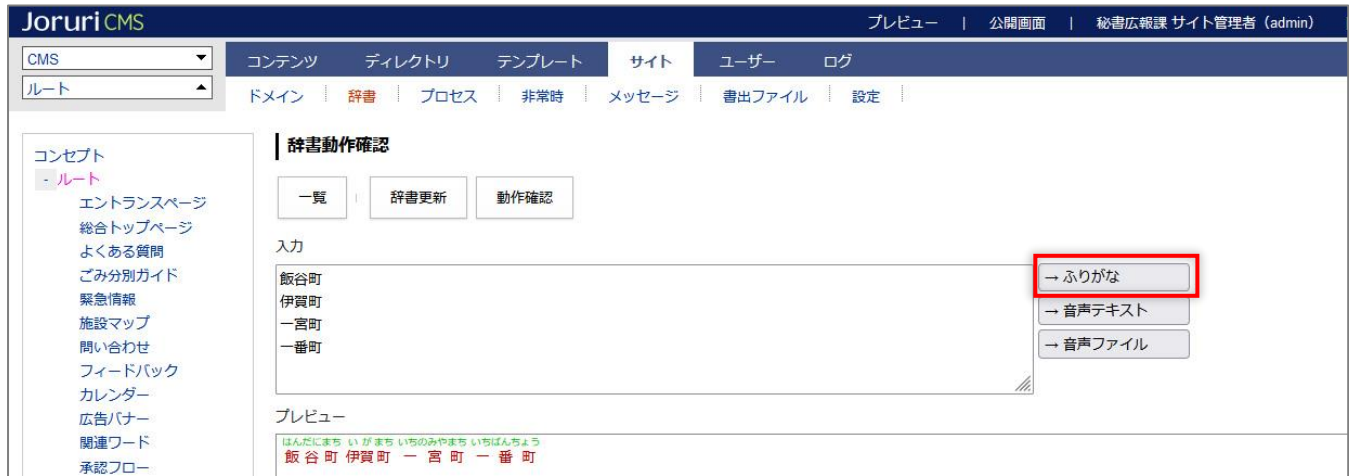 Joruri CMS プレビュー | 公開画面 | 秘書広報課 サイト管理者（admin）
CMS
ルート
コンテンツ ディレクトリ テンプレート サイト ユーザー ログ
ドメイン 辞書 プロセス 非常時 メッセージ 書出ファイル 設定
コンセプト
- ルート
エントランスページ
総合トップページ
よくある質問
ごみ分別ガイド
緊急情報
施設マップ
問い合わせ
フィードバック
カレンダー
広告バナー
関連ワード
承認フロー
辞書動作確認
一覧 辞書更新 動作確認
入力
飯谷町
伊賀町
一宮町
一番町
→ ふりがな
→ 音声テキスト
→ 音声ファイル
プレビュー
はんだにまち いがまち いちのみやまち いちばんちょう
飯谷町 伊賀町 一宮町 一番町